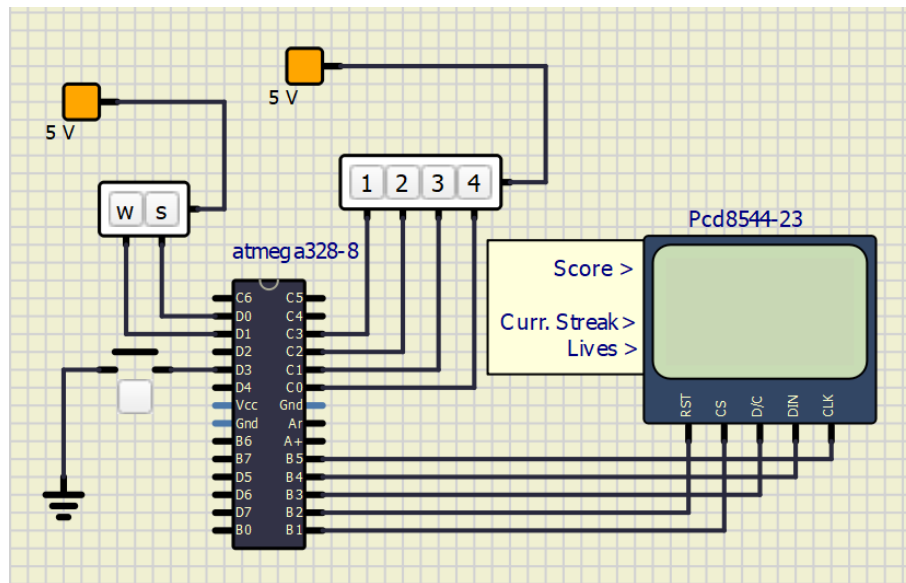 5 V
5 V
w s
1 2 3 4
atmega328-8
C6 C5
D0 C4
D1 C3
D2 C2
D3 C1
D4 C0
Vcc Gnd
Gnd Ar
B6 A+
B7 B5
D5 B4
D6 B3
D7 B2
B0 B1
Pcd8544-23
Score >
Curr. Streak>
Lives >
RST CS D/C DIN CLK